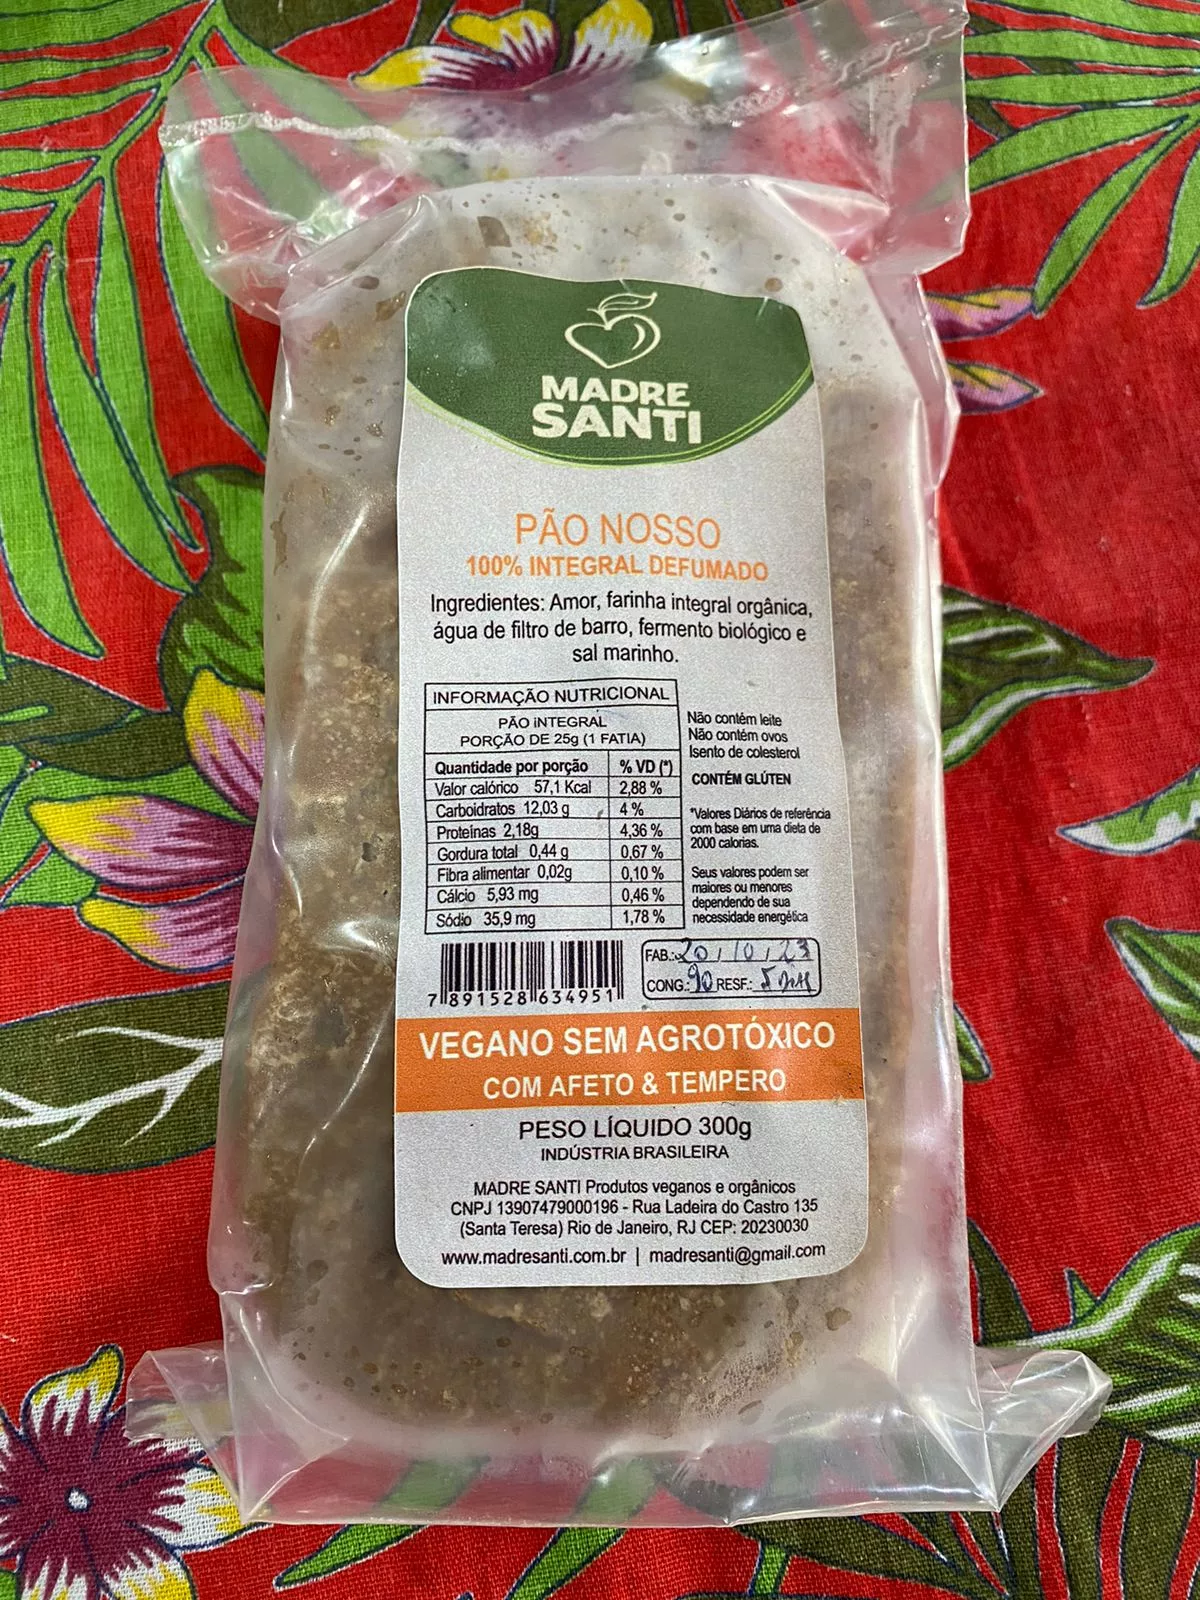 MADRE
SANTI
PÃO NOSSO
100% INTEGRAL DEFUMADO
Ingredientes: Amor, farinha integral orgânica,
água de filtro de barro, fermento biológico e
sal marinho.
INFORMAÇÃO NUTRICIONAL
PÃO iNTEGRAL
PORÇÃO DE 25g (1 FATIA)
Quantidade por porção % VD (*)
Valor calórico 57,1 Kcal 2,88 %
Carboidratos 12,03 g 4 %
Proteínas 2,18g 4,36 %
Gordura total 0,44 g 0,67 %
Fibra alimentar 0,02g 0,10 %
Cálcio 5,93 mg 0,46 %
Sódio 35,9 mg 1,78 %
Não contém leite
Não contém ovos
Isento de colesterol
CONTÉM GLÚTEN
*Valores Diários de referência
com base em uma dieta de
2000 calorias.
Seus valores podem ser
maiores ou menores
dependendo de sua
necessidade energética
7 891528 634951
FAB.: 20/10/23
CONG.: 90 RESF.: 5
VEGANO SEM AGROTÓXICO
COM AFETO & TEMPERO
PESO LÍQUIDO 300g
INDÚSTRIA BRASILEIRA
MADRE SANTI Produtos veganos e orgânicos
CNPJ 13907479000196 - Rua Ladeira do Castro 135
(Santa Teresa) Rio de Janeiro, RJ CEP: 20230030
www.madresanti.com.br | madresanti@gmail.com